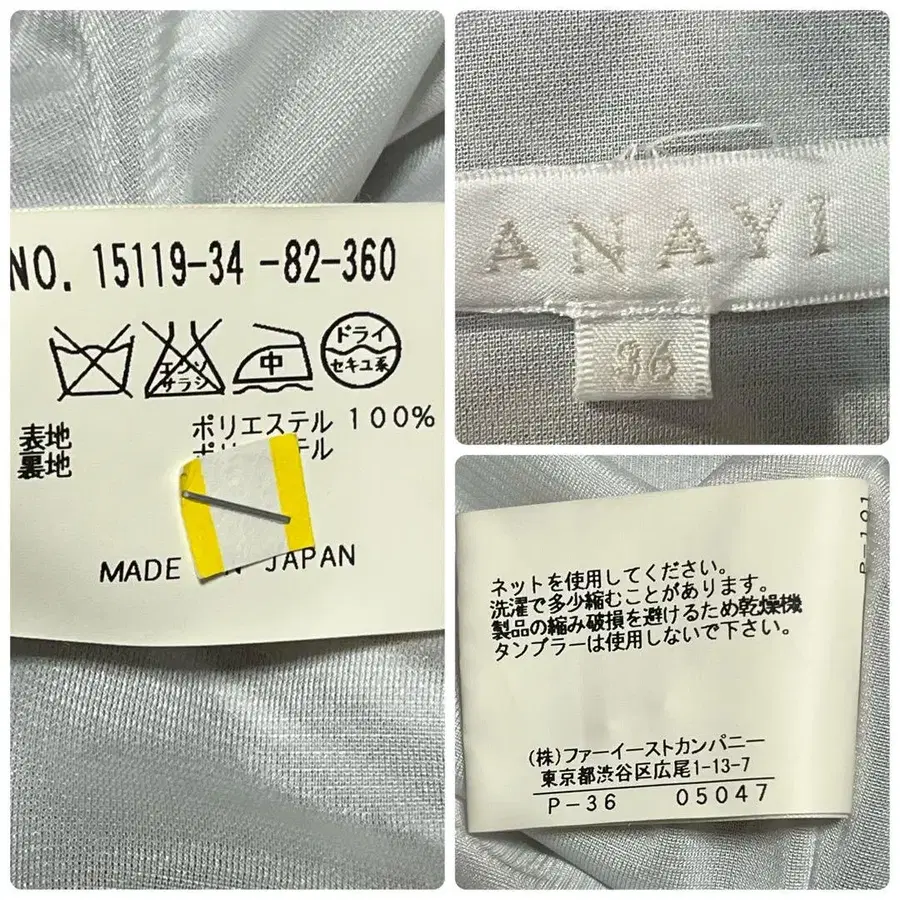 NO. 15119-34 -82-360
エンソ
サラシ
中
ドライ
セキユ系
表地 ポリエステル 100%
裏地
MADE IN JAPAN
ANAYI
36
P-101
ネットを使用してください。
洗濯で多少縮むことがあります。
製品の縮み破損を避けるため乾燥機
タンブラーは使用しないで下さい。
(株)ファーイーストカンパニー
東京都渋谷区広尾1-13-7
P-36 05047